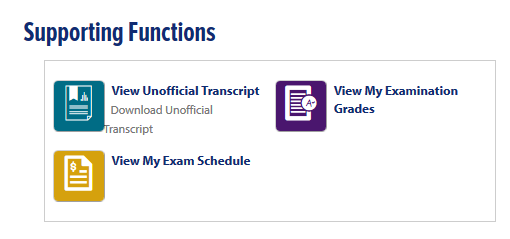 Supporting Functions
View Unofficial Transcript
Download Unofficial
Transcript
View My Examination
Grades
A-
View My Exam Schedule
$